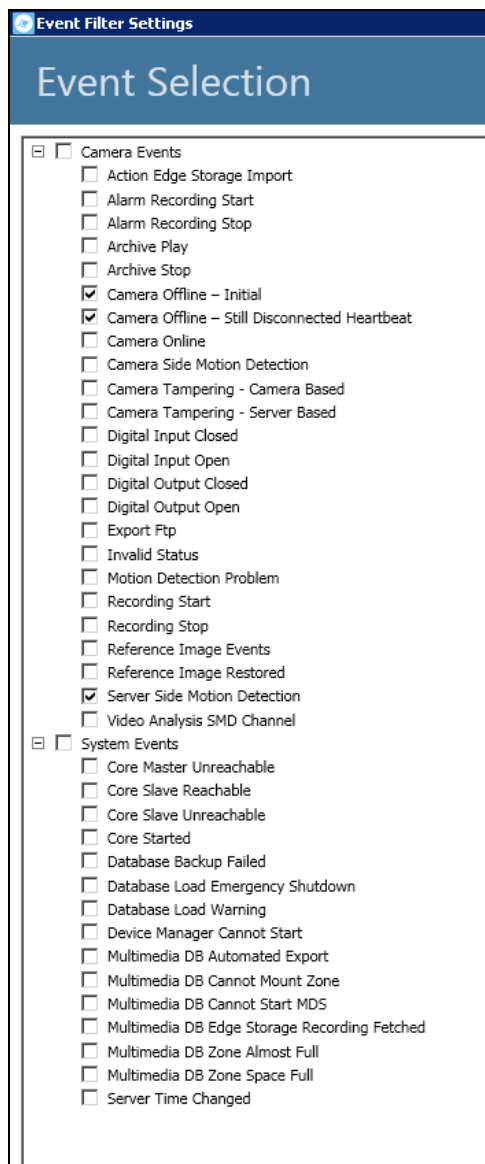 Event Filter Settings
Event Selection
Camera Events
Action Edge Storage Import
Alarm Recording Start
Alarm Recording Stop
Archive Play
Archive Stop
Camera Offline – Initial
Camera Offline – Still Disconnected Heartbeat
Camera Online
Camera Side Motion Detection
Camera Tampering - Camera Based
Camera Tampering - Server Based
Digital Input Closed
Digital Input Open
Digital Output Closed
Digital Output Open
Export Ftp
Invalid Status
Motion Detection Problem
Recording Start
Recording Stop
Reference Image Events
Reference Image Restored
Server Side Motion Detection
Video Analysis SMD Channel
System Events
Core Master Unreachable
Core Slave Reachable
Core Slave Unreachable
Core Started
Database Backup Failed
Database Load Emergency Shutdown
Database Load Warning
Device Manager Cannot Start
Multimedia DB Automated Export
Multimedia DB Cannot Mount Zone
Multimedia DB Cannot Start MDS
Multimedia DB Edge Storage Recording Fetched
Multimedia DB Zone Almost Full
Multimedia DB Zone Space Full
Server Time Changed